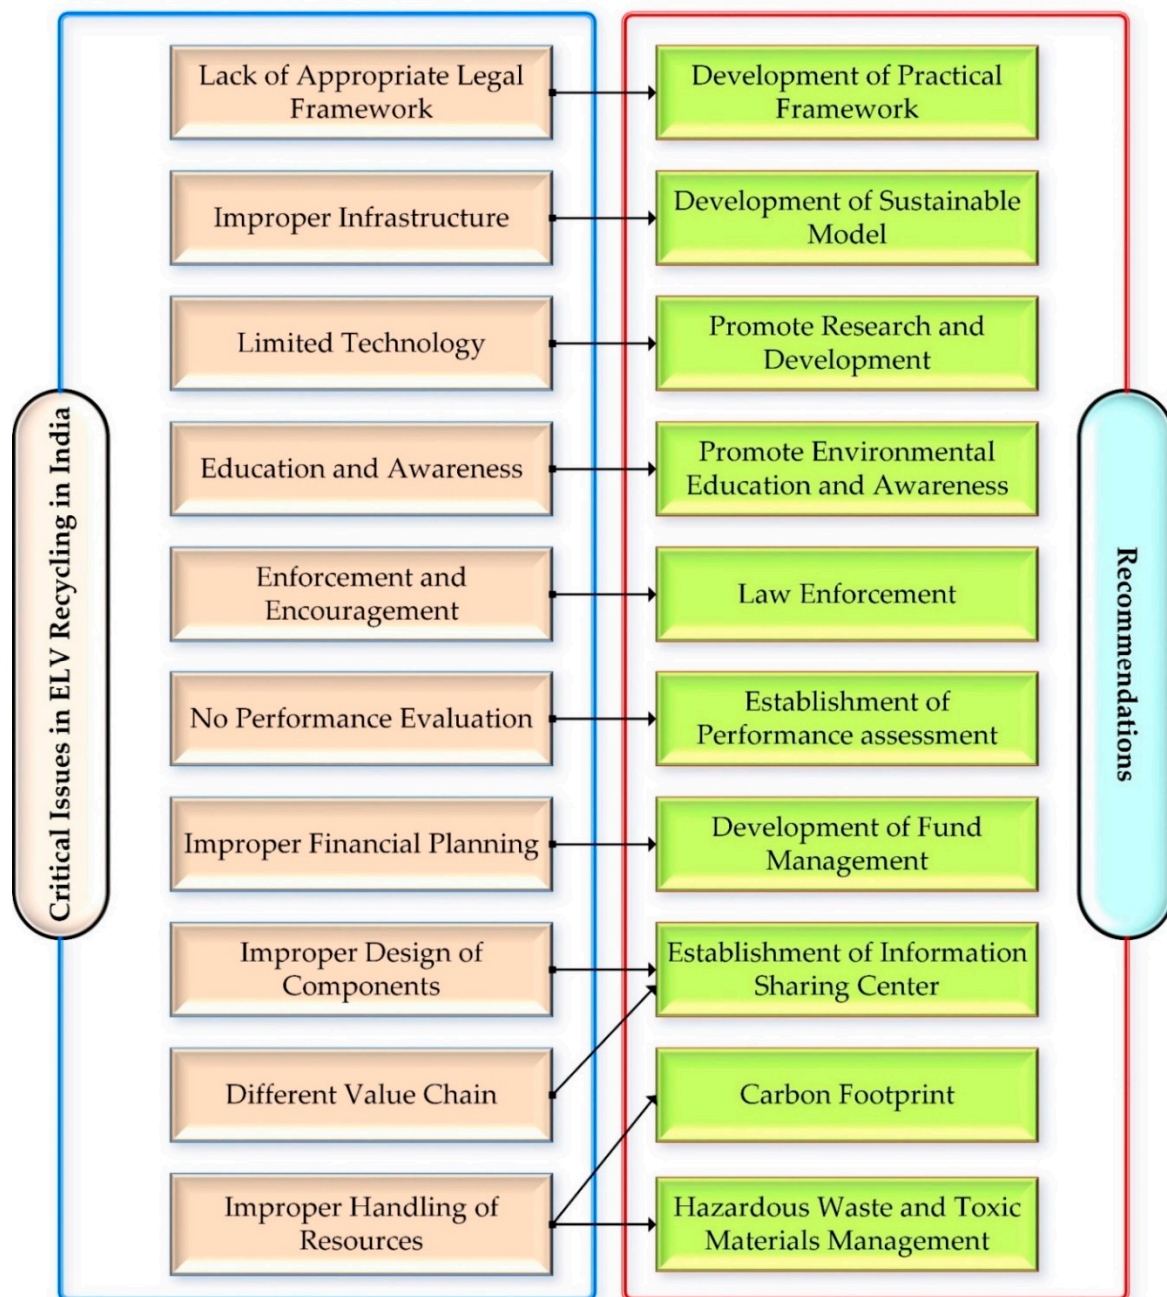 Critical Issues in ELV Recycling in India
Lack of Appropriate Legal
Framework
Development of Practical
Framework
Improper Infrastructure
Development of Sustainable
Model
Limited Technology
Promote Research and
Development
Education and Awareness
Promote Environmental
Education and Awareness
Enforcement and
Encouragement
Law Enforcement
No Performance Evaluation
Establishment of
Performance assessment
Improper Financial Planning
Development of Fund
Management
Improper Design of
Components
Establishment of Information
Sharing Center
Different Value Chain
Carbon Footprint
Improper Handling of
Resources
Hazardous Waste and Toxic
Materials Management
Recommendations